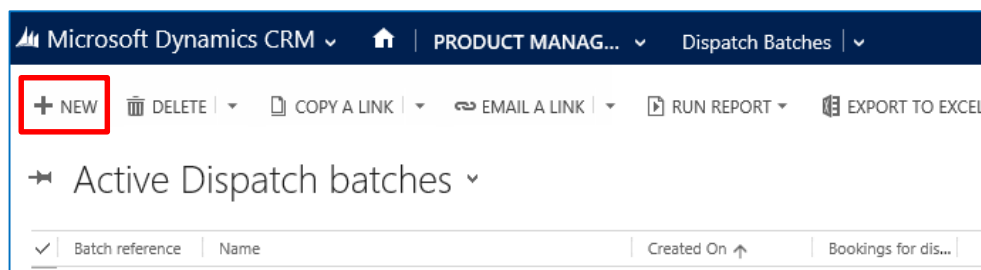 Microsoft Dynamics CRM PRODUCT MANAG... Dispatch Batches
NEW DELETE COPY A LINK EMAIL A LINK RUN REPORT EXPORT TO EXCEL
Active Dispatch batches
Batch reference Name Created On Bookings for dis...